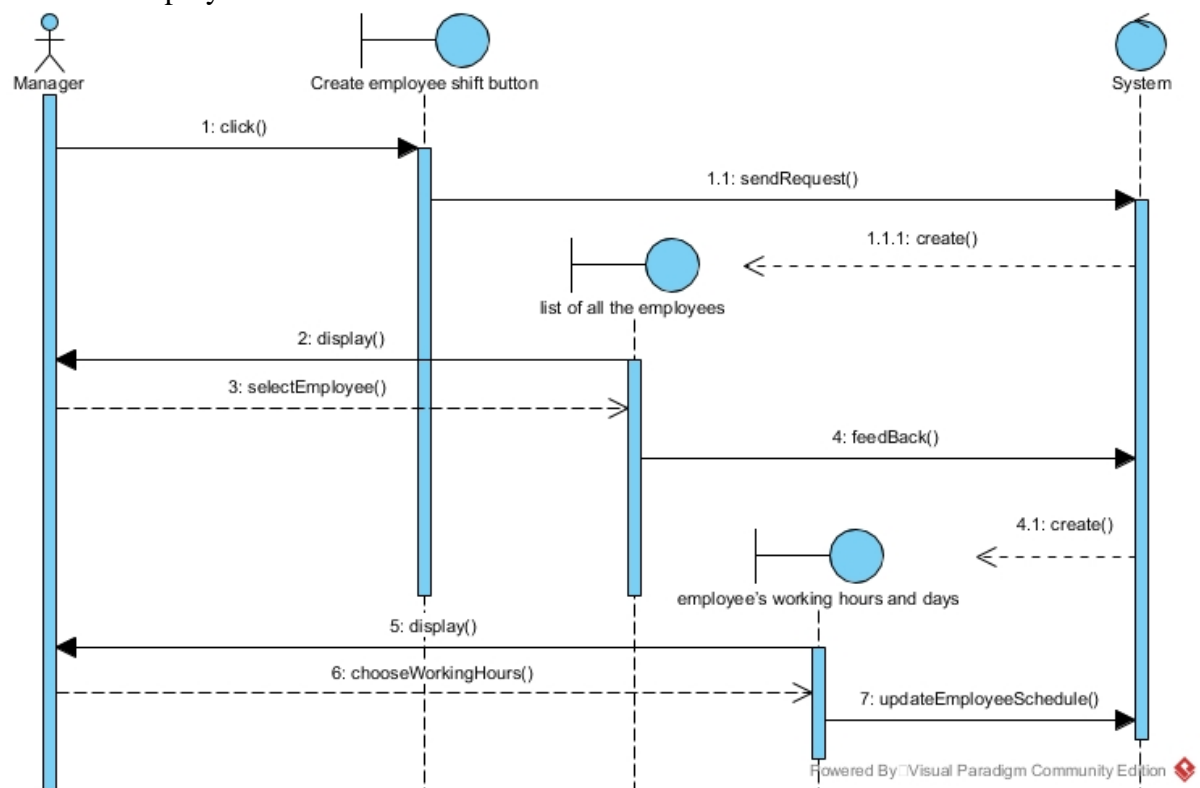 Manager
Create employee shift button
System
1: click()
1.1: sendRequest()
1.1.1: create()
list of all the employees
2: display()
3: selectEmployee()
4: feedBack()
4.1: create()
employee's working hours and days
5: display()
6: chooseWorkingHours()
7: updateEmployeeSchedule()
Powered By Visual Paradigm Community Edition